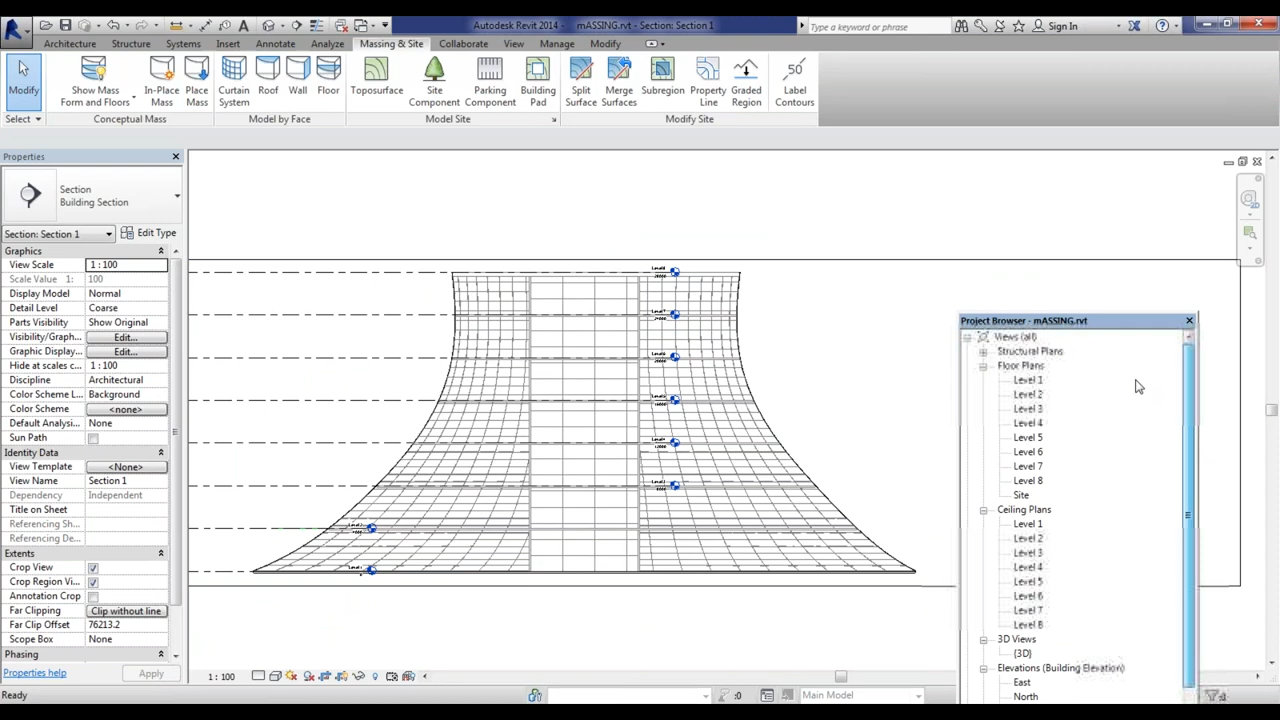 Autodesk Revit 2014 - mASSING.rvt - Section: Section 1
Type a keyword or phrase
Sign In
Architecture Structure Systems Insert Annotate Analyze Massing & Site Collaborate View Manage Modify
Modify
Show Mass
Form and Floors
In-Place
Mass
Place
Mass
Curtain
System
Roof
Wall
Floor
Toposurface
Site
Component
Parking
Component
Building
Pad
Split
Surface
Merge
Surfaces
Subregion
Property
Line
Graded
Region
50
Label
Contours
Select
Conceptual Mass
Model by Face
Model Site
Modify Site
Properties
Section
Building Section
Section: Section 1
Edit Type
Graphics
View Scale 1 : 100
Scale Value 1: 100
Display Model Normal
Detail Level Coarse
Parts Visibility Show Original
Visibility/Graph... Edit...
Graphic Display... Edit...
Hide at scales c... 1 : 100
Discipline Architectural
Color Scheme L... Background
Color Scheme <none>
Default Analysi... None
Sun Path
Identity Data
View Template <None>
View Name Section 1
Dependency Independent
Title on Sheet
Referencing Sh...
Referencing De...
Extents
Crop View
Crop Region Vi...
Annotation Crop
Far Clipping Clip without line
Far Clip Offset 76213.2
Scope Box None
Phasing
Properties help
Apply
Project Browser - mASSING.rvt
Views (all)
Structural Plans
Floor Plans
Level 1
Level 2
Level 3
Level 4
Level 5
Level 6
Level 7
Level 8
Site
Ceiling Plans
Level 1
Level 2
Level 3
Level 4
Level 5
Level 6
Level 7
Level 8
3D Views
{3D}
Elevations (Building Elevation)
East
North
1 : 100
Ready
:0
Main Model